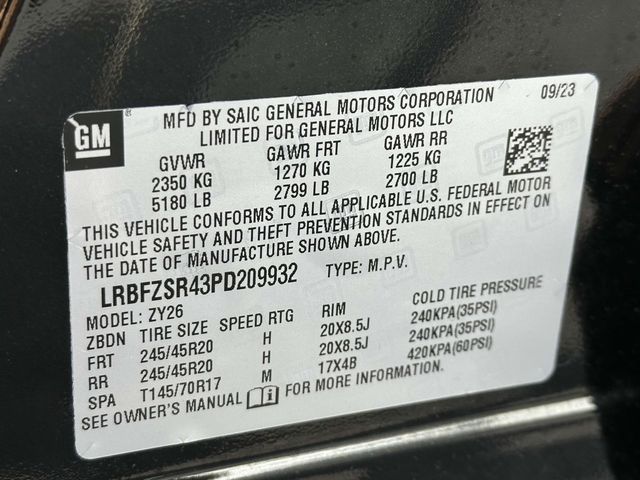 GM
MFD BY SAIC GENERAL MOTORS CORPORATION 09/23
LIMITED FOR GENERAL MOTORS LLC
GVWR GAWR FRT GAWR RR
2350 KG 1270 KG 1225 KG
5180 LB 2799 LB 2700 LB
THIS VEHICLE CONFORMS TO ALL APPLICABLE U.S. FEDERAL MOTOR
VEHICLE SAFETY AND THEFT PREVENTION STANDARDS IN EFFECT ON
THE DATE OF MANUFACTURE SHOWN ABOVE.
LRBFZSR43PD209932 TYPE: M.P.V.
MODEL: ZY26
ZBDN TIRE SIZE SPEED RTG RIM COLD TIRE PRESSURE
FRT 245/45R20 H 20X8.5J 240KPA(35PSI)
RR 245/45R20 H 20X8.5J 240KPA(35PSI)
SPA T145/70R17 M 17X4B 420KPA(60PSI)
SEE OWNER'S MANUAL FOR MORE INFORMATION.